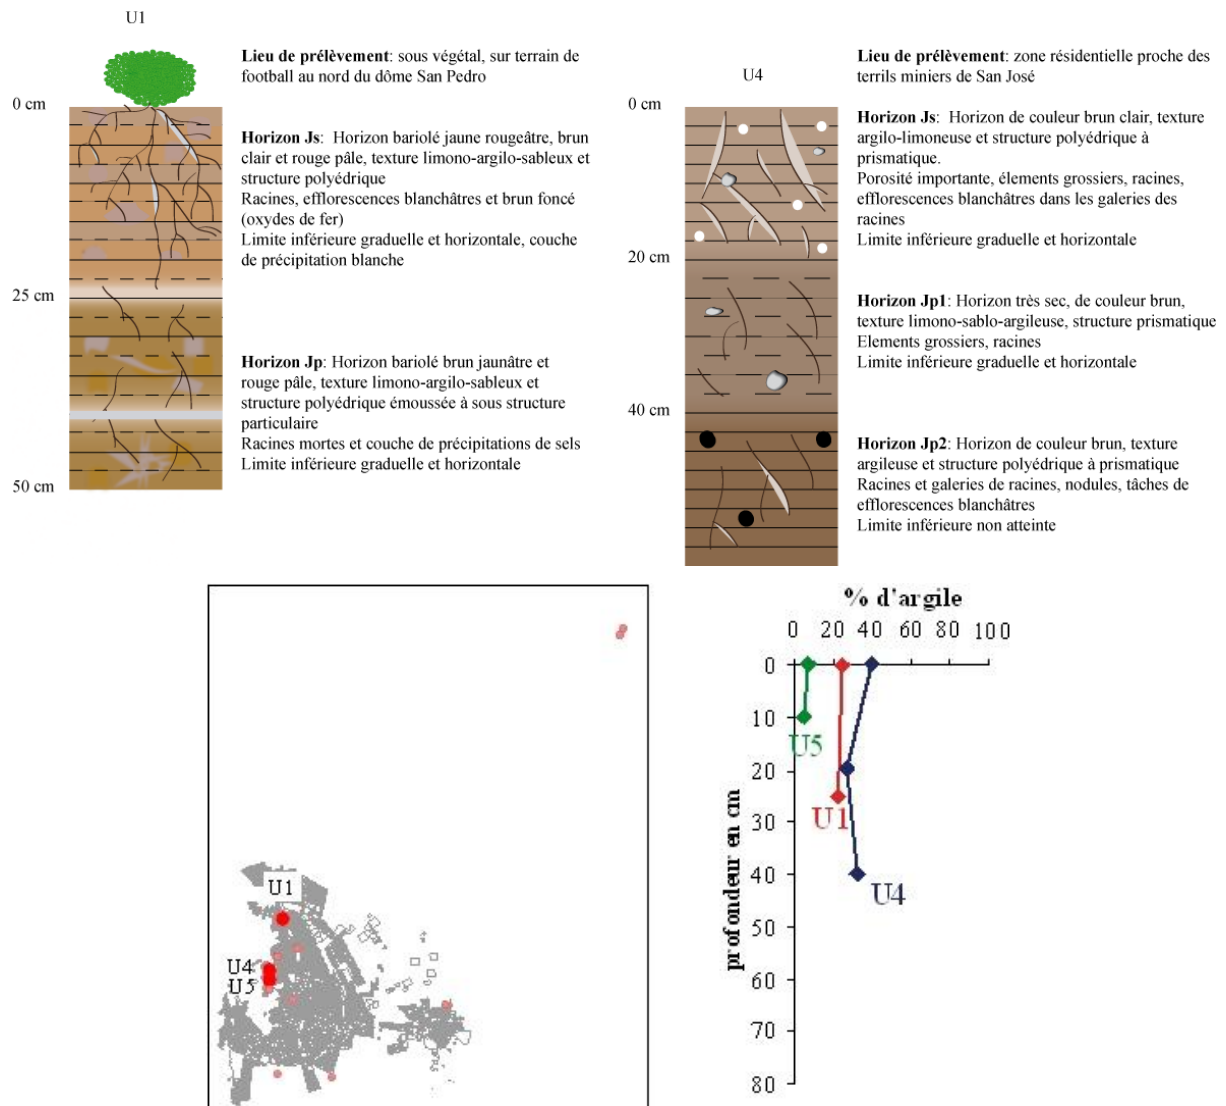 U1
Lieu de prélèvement: sous végétal, sur terrain de
football au nord du dôme San Pedro
0 cm
Horizon Js: Horizon bariolé jaune rougeâtre, brun
clair et rouge pâle, texture limono-argilo-sableux et
structure polyédrique
Racines, efflorescences blanchâtres et brun foncé
(oxydes de fer)
Limite inférieure graduelle et horizontale, couche
de précipitation blanche
25 cm
Horizon Jp: Horizon bariolé brun jaunâtre et
rouge pâle, texture limono-argilo-sableux et
structure polyédrique émoussée à sous structure
particulaire
Racines mortes et couche de précipitations de sels
Limite inférieure graduelle et horizontale
50 cm
U4
Lieu de prélèvement: zone résidentielle proche des
terrils miniers de San José
0 cm
Horizon Js: Horizon de couleur brun clair, texture
argilo-limoneuse et structure polyédrique à
prismatique.
Porosité importante, élements grossiers, racines,
efflorescences blanchâtres dans les galeries des
racines
Limite inférieure graduelle et horizontale
20 cm
Horizon Jp1: Horizon très sec, de couleur brun,
texture limono-sablo-argileuse, structure prismatique
Elements grossiers, racines
Limite inférieure graduelle et horizontale
40 cm
Horizon Jp2: Horizon de couleur brun, texture
argileuse et structure polyédrique à prismatique
Racines et galeries de racines, nodules, tâches de
efflorescences blanchâtres
Limite inférieure non atteinte
U1
U4
U5
% d'argile
0 20 40 60 80 100
profondeur en cm
0
10
20
30
40
50
60
70
80
U5
U1
U4